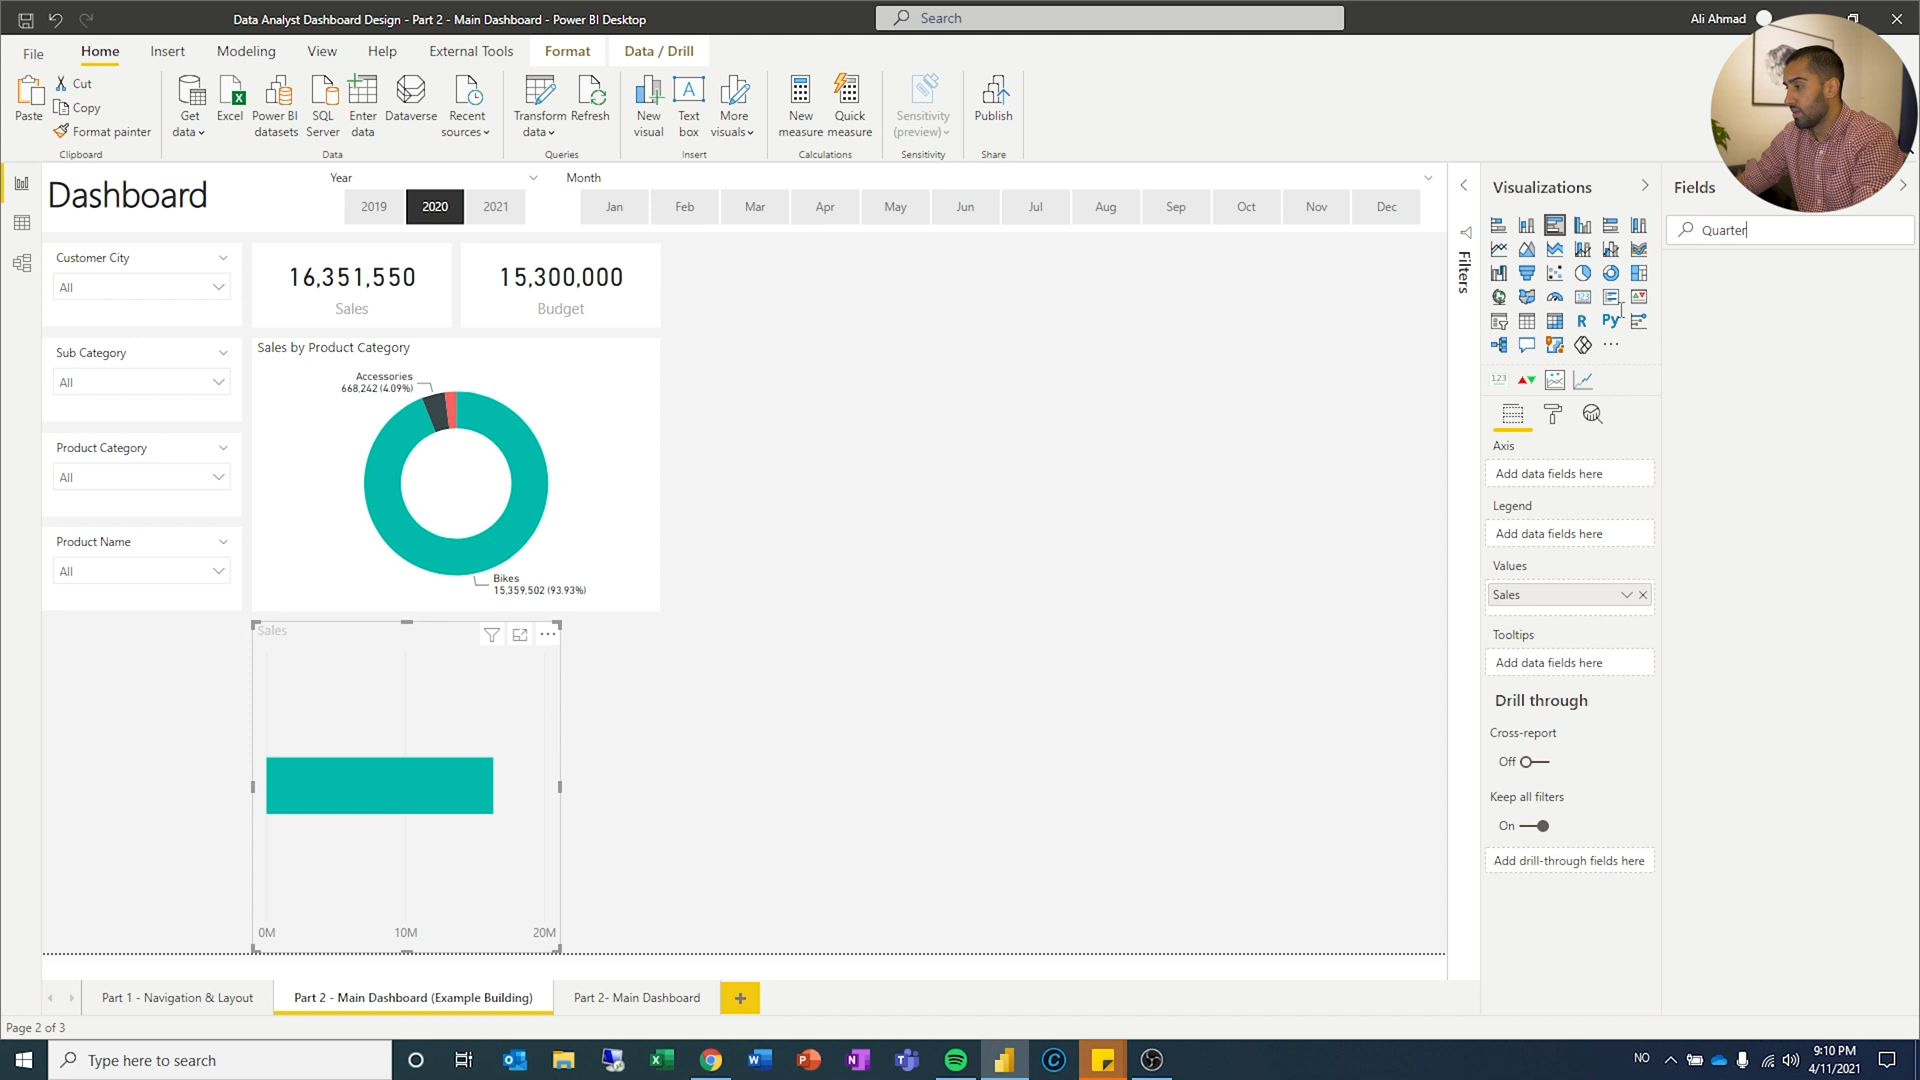 Data Analyst Dashboard Design - Part 2 - Main Dashboard - Power BI Desktop
Search
Ali Ahmad
File
Home
Insert
Modeling
View
Help
External Tools
Format
Data / Drill
Paste
Cut
Copy
Format painter
Clipboard
Get data
Excel
Power BI datasets
SQL Server
Enter data
Dataverse
Recent sources
Data
Transform data
Refresh
Queries
New visual
Text box
More visuals
Insert
New measure
Quick measure
Calculations
Sensitivity (preview)
Sensitivity
Publish
Share
Dashboard
Year
2019
2020
2021
Month
Jan
Feb
Mar
Apr
May
Jun
Jul
Aug
Sep
Oct
Nov
Dec
Customer City
All
Sub Category
All
Product Category
All
Product Name
All
16,351,550
Sales
15,300,000
Budget
Sales by Product Category
Accessories
668,242 (4.09%)
Bikes
15,359,502 (93.93%)
Sales
0M
10M
20M
Filters
Visualizations
R
Py
123
Axis
Add data fields here
Legend
Add data fields here
Values
Sales
Tooltips
Add data fields here
Drill through
Cross-report
Off
Keep all filters
On
Add drill-through fields here
Fields
Quarter
Part 1 - Navigation & Layout
Part 2 - Main Dashboard (Example Building)
Part 2- Main Dashboard
Page 2 of 3
Type here to search
NO
9:10 PM
4/11/2021